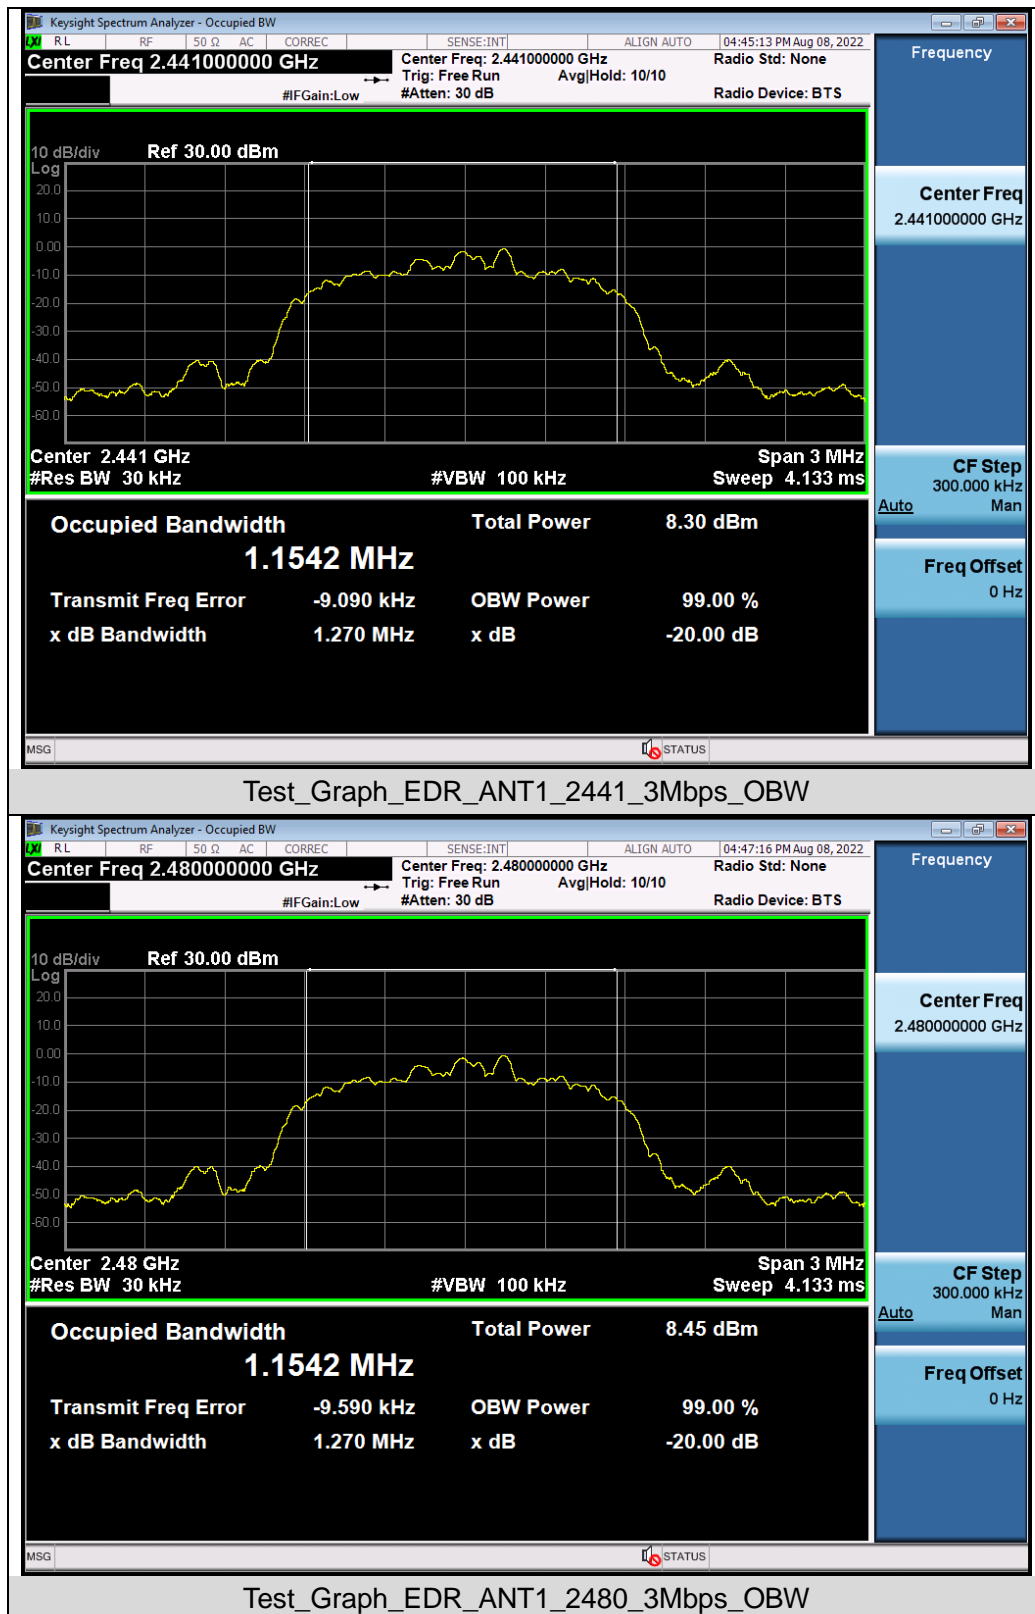 Keysight Spectrum Analyzer - Occupied BW
LXI RL RF 50 Ω AC CORREC SENSE:INT ALIGN AUTO 04:45:13 PM Aug 08, 2022
Center Freq 2.441000000 GHz
Center Freq: 2.441000000 GHz Radio Std: None
Trig: Free Run Avg|Hold: 10/10
#IFGain:Low #Atten: 30 dB Radio Device: BTS
Frequency
10 dB/div Ref 30.00 dBm
Log
20.0
10.0
0.00
-10.0
-20.0
-30.0
-40.0
-50.0
-60.0
Center 2.441 GHz Span 3 MHz
#Res BW 30 kHz #VBW 100 kHz Sweep 4.133 ms
Center Freq
2.441000000 GHz
CF Step
300.000 kHz
Auto Man
Freq Offset
0 Hz
Occupied Bandwidth Total Power 8.30 dBm
1.1542 MHz
Transmit Freq Error -9.090 kHz OBW Power 99.00 %
x dB Bandwidth 1.270 MHz x dB -20.00 dB
MSG STATUS
Test_Graph_EDR_ANT1_2441_3Mbps_OBW
Keysight Spectrum Analyzer - Occupied BW
LXI RL RF 50 Ω AC CORREC SENSE:INT ALIGN AUTO 04:47:16 PM Aug 08, 2022
Center Freq 2.480000000 GHz
Center Freq: 2.480000000 GHz Radio Std: None
Trig: Free Run Avg|Hold: 10/10
#IFGain:Low #Atten: 30 dB Radio Device: BTS
Frequency
10 dB/div Ref 30.00 dBm
Log
20.0
10.0
0.00
-10.0
-20.0
-30.0
-40.0
-50.0
-60.0
Center 2.48 GHz Span 3 MHz
#Res BW 30 kHz #VBW 100 kHz Sweep 4.133 ms
Center Freq
2.480000000 GHz
CF Step
300.000 kHz
Auto Man
Freq Offset
0 Hz
Occupied Bandwidth Total Power 8.45 dBm
1.1542 MHz
Transmit Freq Error -9.590 kHz OBW Power 99.00 %
x dB Bandwidth 1.270 MHz x dB -20.00 dB
MSG STATUS
Test_Graph_EDR_ANT1_2480_3Mbps_OBW